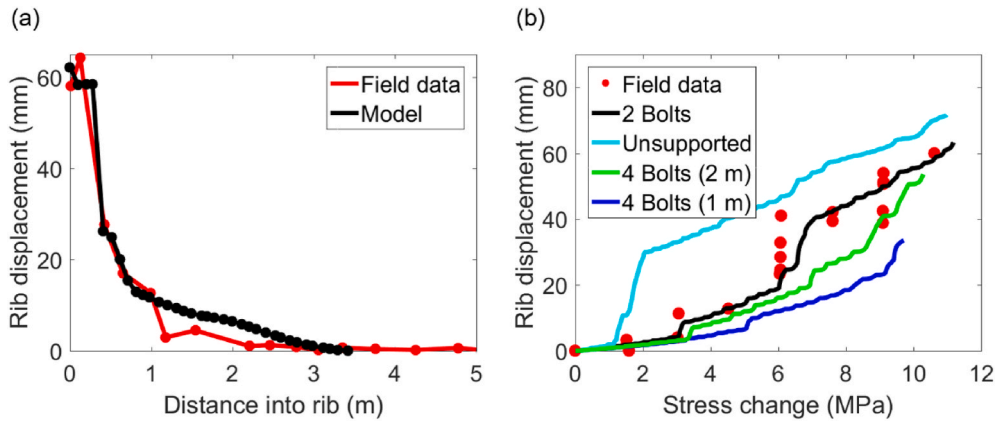 (a)
60
40
20
0
Rib displacement (mm)
0 1 2 3 4 5
Distance into rib (m)
Field data
Model
(b)
80
60
40
20
0
Rib displacement (mm)
0 2 4 6 8 10 12
Stress change (MPa)
Field data
2 Bolts
Unsupported
4 Bolts (2 m)
4 Bolts (1 m)